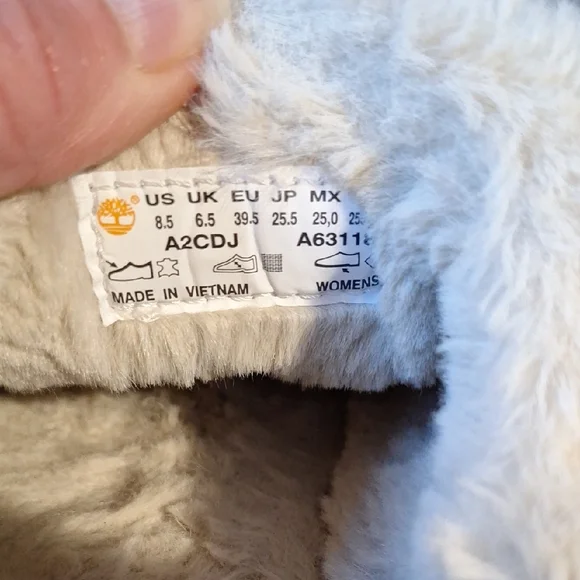 ® US UK EU JP MX
8.5 6.5 39.5 25.5 25,0
A2CDJ
MADE IN VIETNAM WOMENS